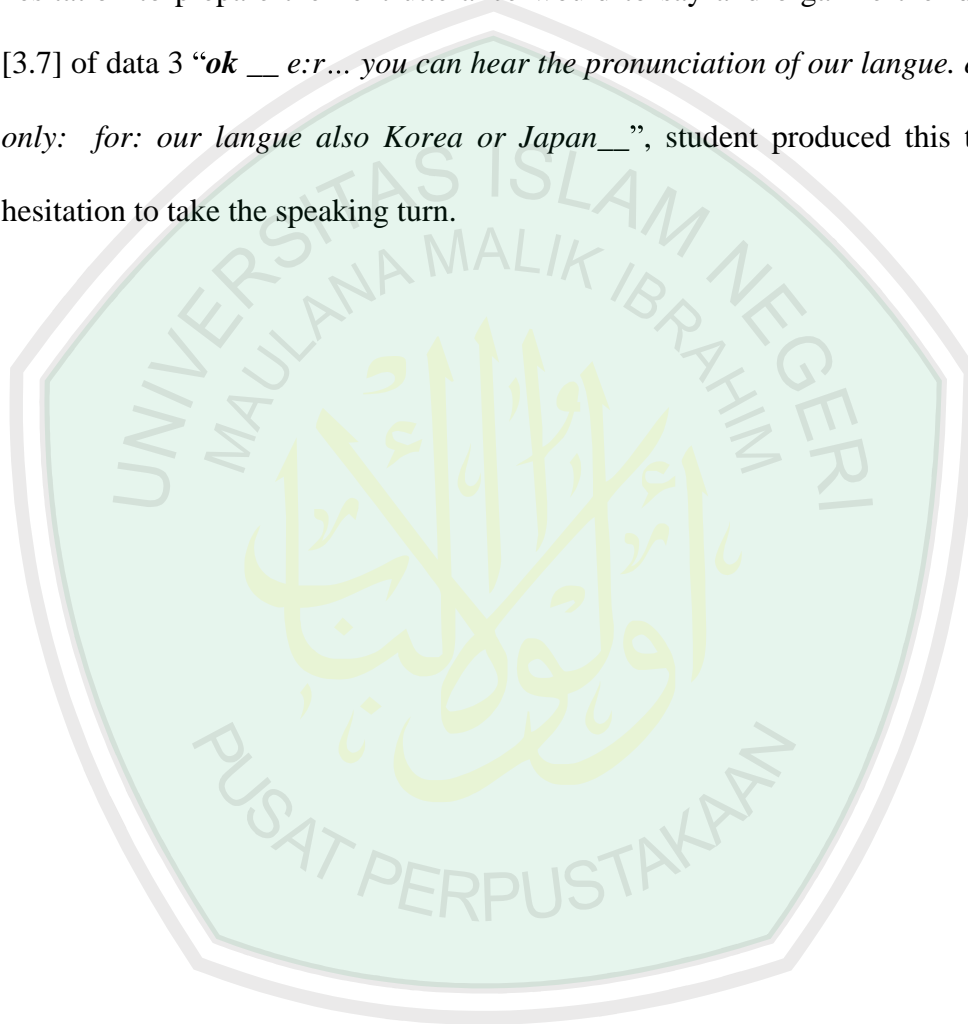 [3.7] of data 3 “ok __ e:r… you can hear the pronunciation of our langue.
only: for: our langue also Korea or Japan__”, student produced this
hesitation to take the speaking turn.
UNIVERSITAS ISLAM NEGERI
MAULANA MALIK IBRAHIM
أولوا الألباب
PUSAT PERPUSTAKAAN